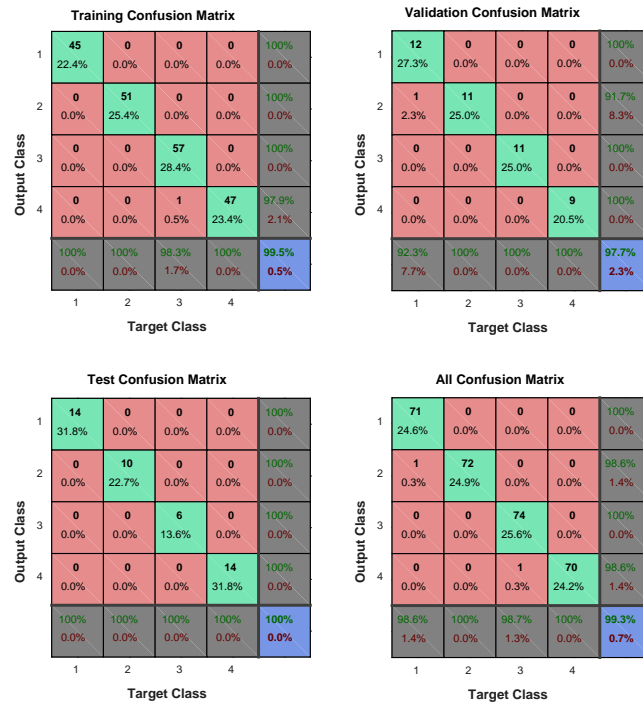 Training Confusion Matrix
1
45 0 0 0 100%
22.4% 0.0% 0.0% 0.0% 0.0%
2
0 51 0 0 100%
0.0% 25.4% 0.0% 0.0% 0.0%
3
0 0 57 0 100%
0.0% 0.0% 28.4% 0.0% 0.0%
4
0 0 1 47 97.9%
0.0% 0.0% 0.5% 23.4% 2.1%
100% 100% 98.3% 100% 99.5%
0.0% 0.0% 1.7% 0.0% 0.5%
1 2 3 4
Target Class
Output Class
Validation Confusion Matrix
1
12 0 0 0 100%
27.3% 0.0% 0.0% 0.0% 0.0%
2
1 11 0 0 91.7%
2.3% 25.0% 0.0% 0.0% 8.3%
3
0 0 11 0 100%
0.0% 0.0% 25.0% 0.0% 0.0%
4
0 0 0 9 100%
0.0% 0.0% 0.0% 20.5% 0.0%
92.3% 100% 100% 100% 97.7%
7.7% 0.0% 0.0% 0.0% 2.3%
1 2 3 4
Target Class
Output Class
Test Confusion Matrix
1
14 0 0 0 100%
31.8% 0.0% 0.0% 0.0% 0.0%
2
0 10 0 0 100%
0.0% 22.7% 0.0% 0.0% 0.0%
3
0 0 6 0 100%
0.0% 0.0% 13.6% 0.0% 0.0%
4
0 0 0 14 100%
0.0% 0.0% 0.0% 31.8% 0.0%
100% 100% 100% 100% 100%
0.0% 0.0% 0.0% 0.0% 0.0%
1 2 3 4
Target Class
Output Class
All Confusion Matrix
1
71 0 0 0 100%
24.6% 0.0% 0.0% 0.0% 0.0%
2
1 72 0 0 98.6%
0.3% 24.9% 0.0% 0.0% 1.4%
3
0 0 74 0 100%
0.0% 0.0% 25.6% 0.0% 0.0%
4
0 0 1 70 98.6%
0.0% 0.0% 0.3% 24.2% 1.4%
98.6% 100% 98.7% 100% 99.3%
1.4% 0.0% 1.3% 0.0% 0.7%
1 2 3 4
Target Class
Output Class